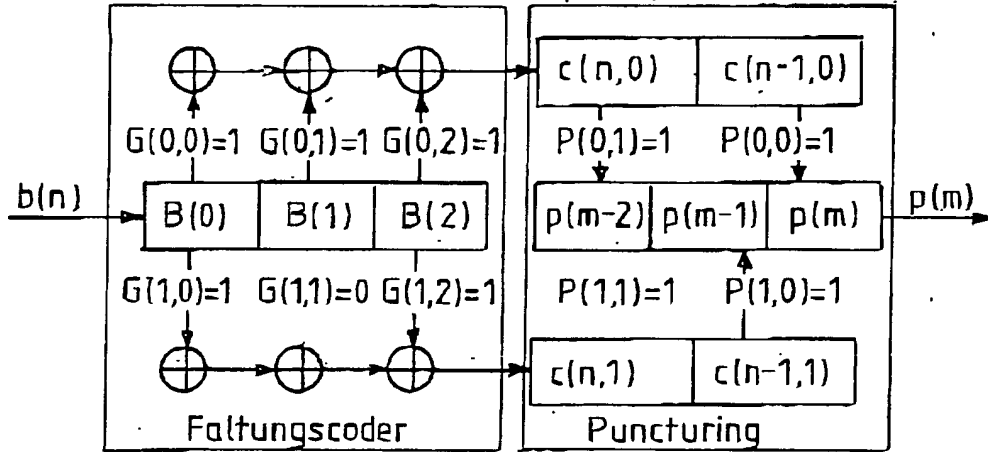 c(n,0) c(n-1,0)
G(0,0)=1 G(0,1)=1 G(0,2)=1 P(0,1)=1 P(0,0)=1
b(n) B(0) B(1) B(2) p(m-2) p(m-1) p(m) p(m)
G(1,0)=1 G(1,1)=0 G(1,2)=1 P(1,1)=1 P(1,0)=1
c(n,1) c(n-1,1)
Faltungscoder Puncturing